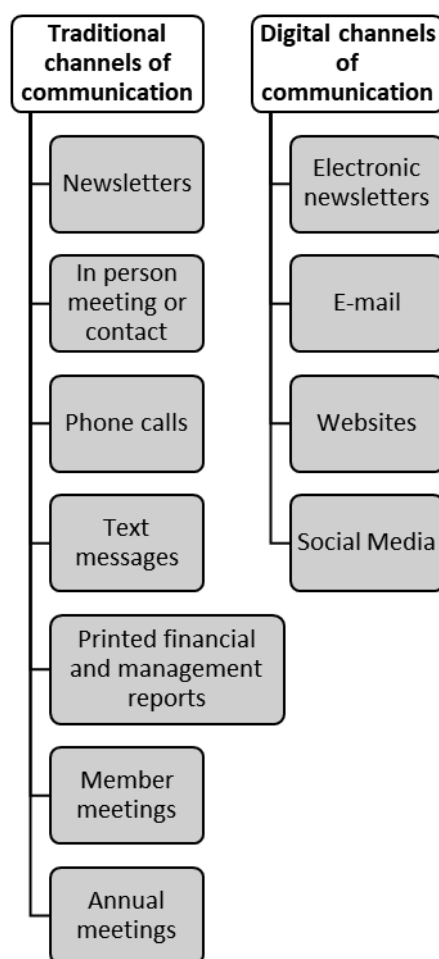 Traditional
channels of
communication
Newsletters
In person
meeting or
contact
Phone calls
Text
messages
Printed financial
and management
reports
Member
meetings
Annual
meetings
Digital channels
of
communication
Electronic
newsletters
E-mail
Websites
Social Media